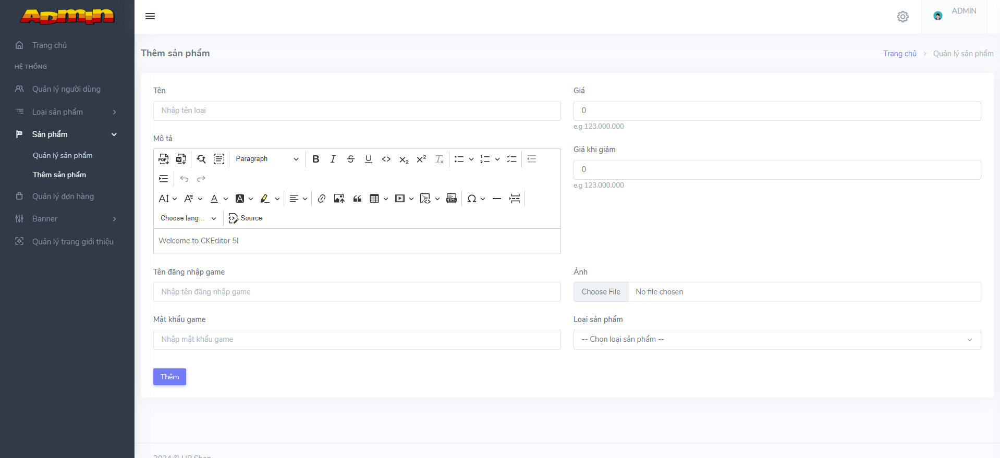 Admin
ADMIN
Trang chủ
HỆ THỐNG
Quản lý người dùng
Loại sản phẩm
Sản phẩm
Quản lý sản phẩm
Thêm sản phẩm
Quản lý đơn hàng
Banner
Quản lý trang giới thiệu
Thêm sản phẩm
Trang chủ > Quản lý sản phẩm
Tên
Nhập tên loại
Giá
0
e.g 123.000.000
Mô tả
Paragraph
Choose lang...
Source
Welcome to CKEditor 5!
Giá khi giảm
0
e.g 123.000.000
Tên đăng nhập game
Nhập tên đăng nhập game
Ảnh
Choose File No file chosen
Mật khẩu game
Nhập mật khẩu game
Loại sản phẩm
-- Chọn loại sản phẩm --
Thêm